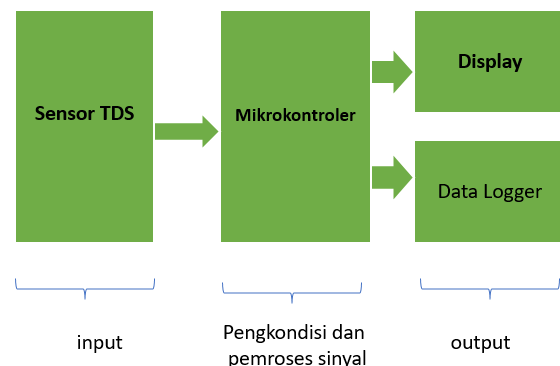 Sensor TDS
Mikrokontroler
Display
Data Logger
input
Pengkondisi dan
pemroses sinyal
output